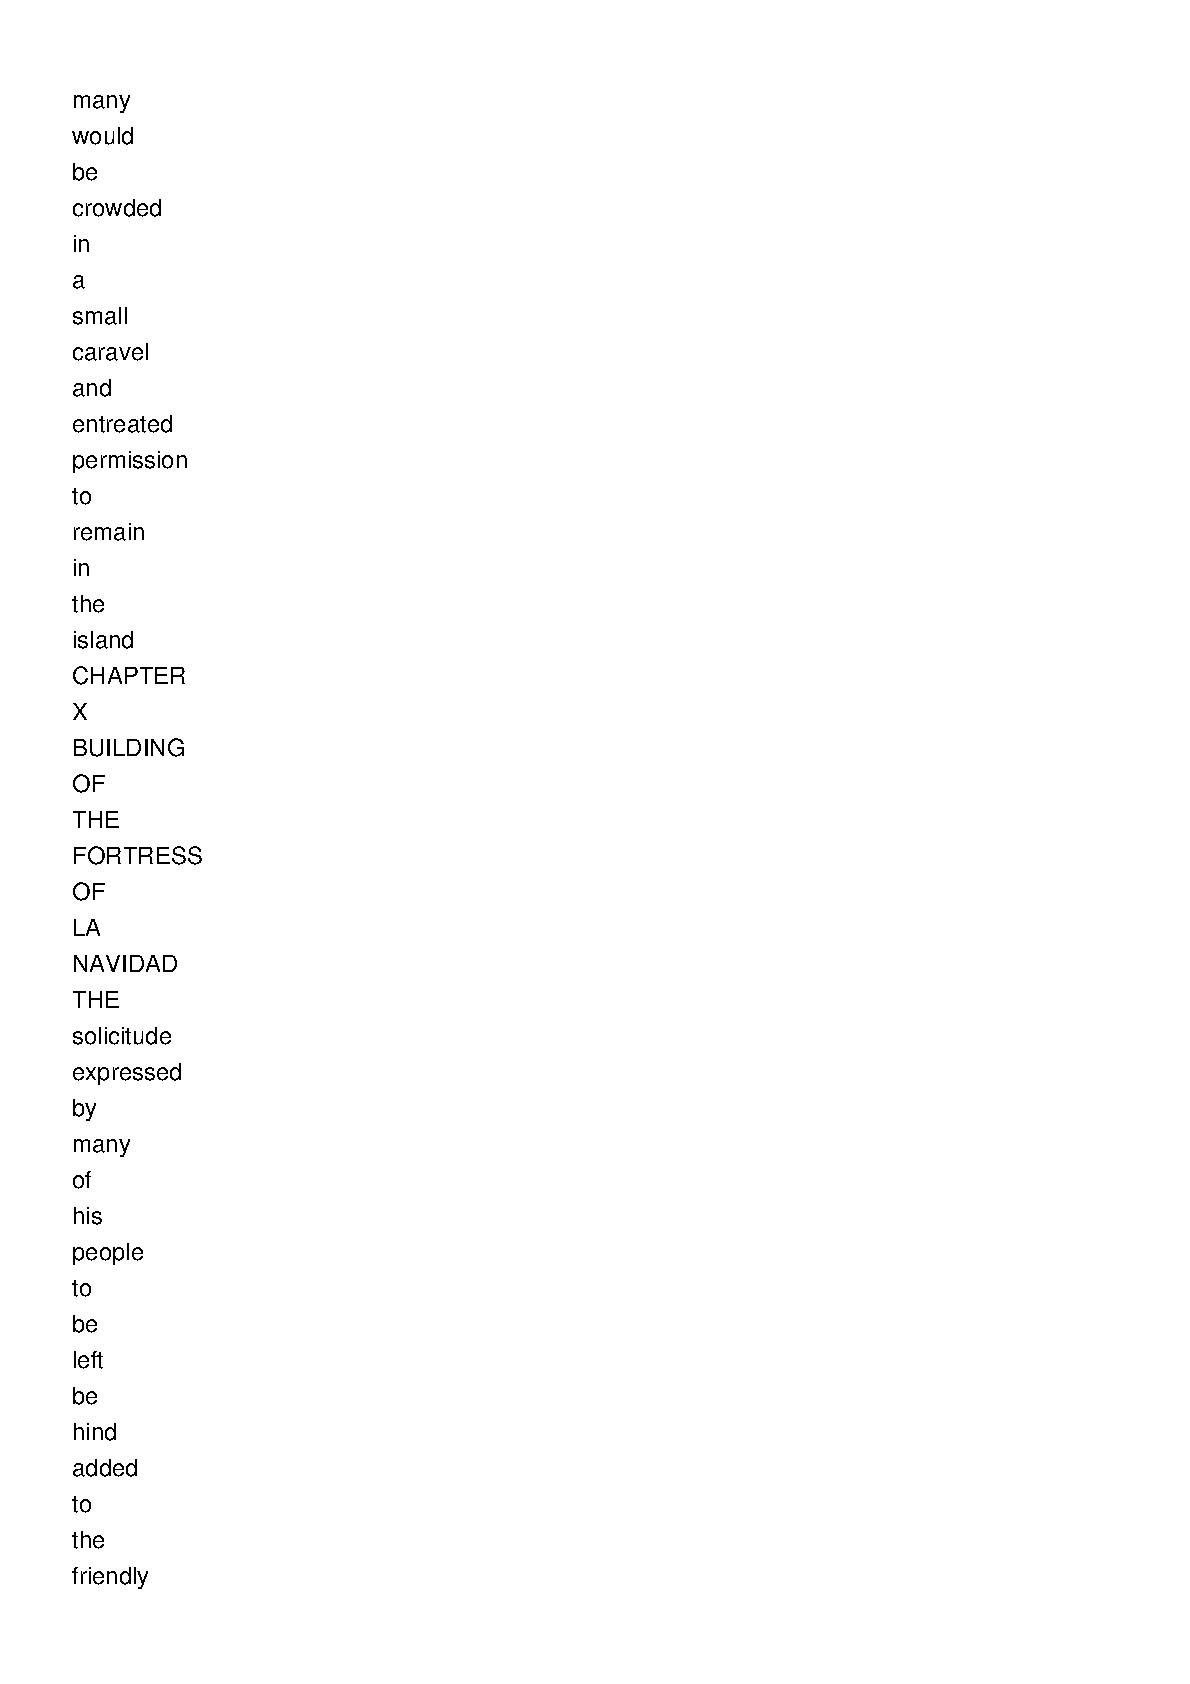 many
would
be
crowded
in
a
small
caravel
and
entreated
permission
to
remain
in
the
island
CHAPTER
X
BUILDING
OF
THE
FORTRESS
OF
LA
NAVIDAD
THE
solicitude
expressed
by
many
of
his
people
to
be
left
be
hind
added
to
the
friendly